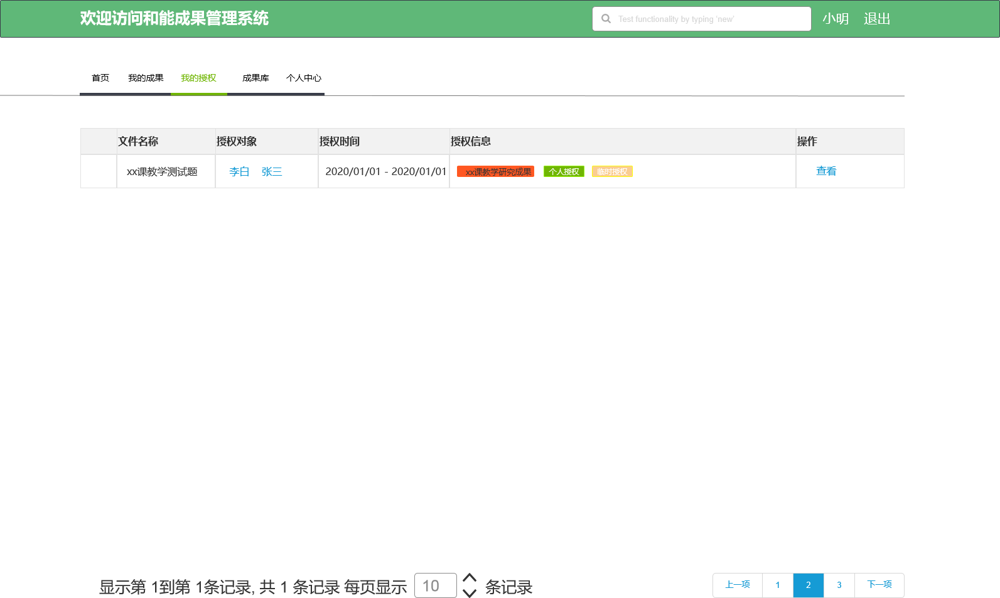 欢迎访问和能成果管理系统 Test functionality by typing 'new' 小明 退出
首页 我的成果 我的授权 成果库 个人中心
文件名称 授权对象 授权时间 授权信息 操作
xx课教学测试题 李白 张三 2020/01/01 - 2020/01/01 xx课教学研究成果 个人授权 临时授权 查看
显示第 1到第 1条记录, 共 1 条记录 每页显示 10 条记录 上一项 1 2 3 下一项